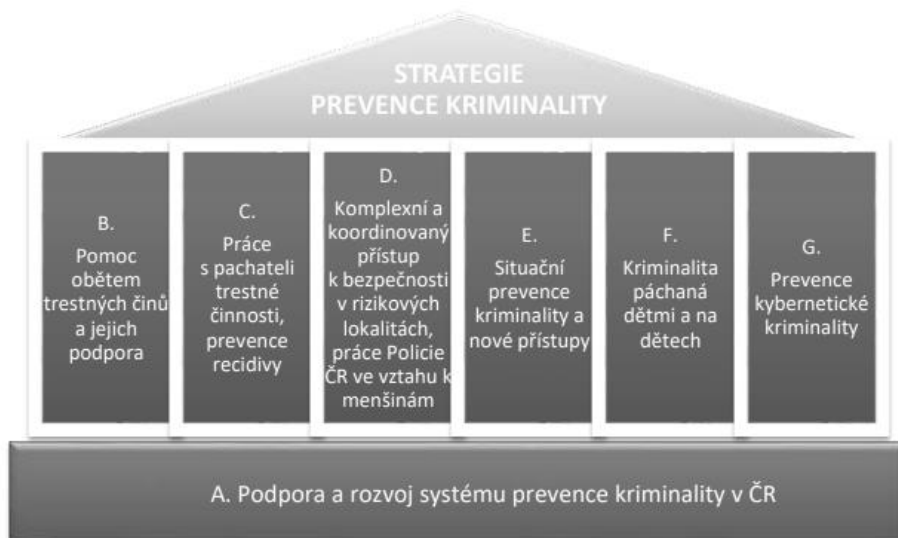 STRATEGIE
PREVENCE KRIMINALITY
B.
Pomoc
obětem
trestných činů
a jejich
podpora
C.
Práce
s pachateli
trestné
činnosti,
prevence
recidivy
D.
Komplexní a
koordinovaný
přístup
k bezpečnosti
v rizikových
lokalitách,
práce Policie
ČR ve vztahu k
menšinám
E.
Situační
prevence
kriminality a
nové přístupy
F.
Kriminalita
páchaná
dětmi a na
dětech
G.
Prevence
kybernetické
kriminality
A. Podpora a rozvoj systému prevence kriminality v ČR